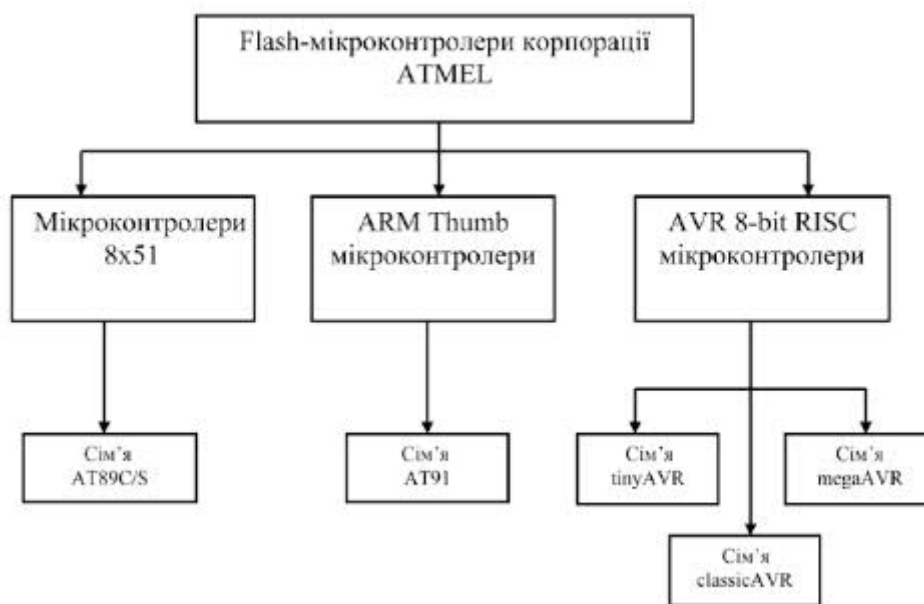 Flash-мікроконтролери корпорації
ATMEL
Мікроконтролери
8x51
ARM Thumb
мікроконтролери
AVR 8-bit RISC
мікроконтролери
Сім’я
AT89C/S
Сім’я
AT91
Сім’я
tinyAVR
Сім’я
megaAVR
Сім’я
classicAVR